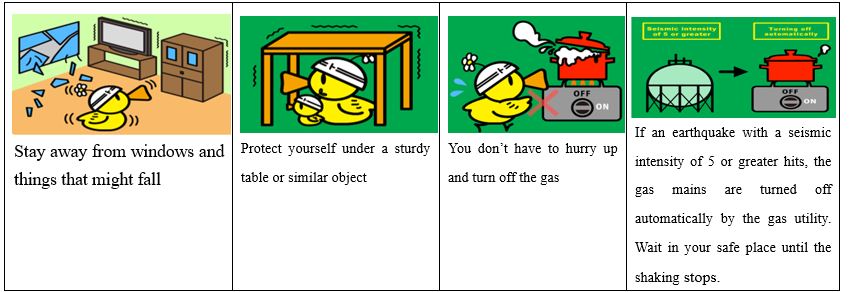 Stay away from windows and
things that might fall
Protect yourself under a sturdy
table or similar object
OFF
ON
You don’t have to hurry up
and turn off the gas
Seismic intensity
of 5 or greater
Turning off
automatically
OFF
ON
If an earthquake with a seismic
intensity of 5 or greater hits, the
gas mains are turned off
automatically by the gas utility.
Wait in your safe place until the
shaking stops.